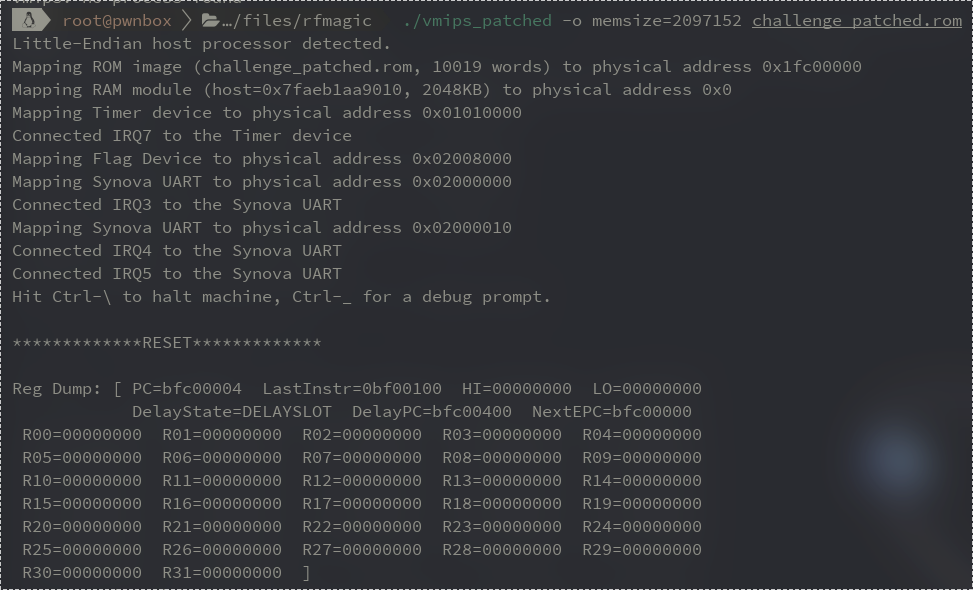 root@pwnbox …/files/rfmagic ./vmips_patched -o memsize=2097152 challenge_patched.rom
Little-Endian host processor detected.
Mapping ROM image (challenge_patched.rom, 10019 words) to physical address 0x1fc00000
Mapping RAM module (host=0x7faeb1aa9010, 2048KB) to physical address 0x0
Mapping Timer device to physical address 0x01010000
Connected IRQ7 to the Timer device
Mapping Flag Device to physical address 0x02008000
Mapping Synova UART to physical address 0x02000000
Connected IRQ3 to the Synova UART
Mapping Synova UART to physical address 0x02000010
Connected IRQ4 to the Synova UART
Connected IRQ5 to the Synova UART
Hit Ctrl-\ to halt machine, Ctrl-_ for a debug prompt.
*************RESET*************
Reg Dump: [ PC=bfc00004 LastInstr=0bf00100 HI=00000000 LO=00000000
DelayState=DELAYSLOT DelayPC=bfc00400 NextEPC=bfc00000
R00=00000000 R01=00000000 R02=00000000 R03=00000000 R04=00000000
R05=00000000 R06=00000000 R07=00000000 R08=00000000 R09=00000000
R10=00000000 R11=00000000 R12=00000000 R13=00000000 R14=00000000
R15=00000000 R16=00000000 R17=00000000 R18=00000000 R19=00000000
R20=00000000 R21=00000000 R22=00000000 R23=00000000 R24=00000000
R25=00000000 R26=00000000 R27=00000000 R28=00000000 R29=00000000
R30=00000000 R31=00000000 ]